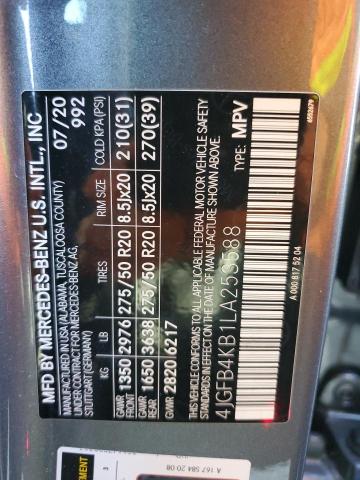 MFD BY MERCEDES-BENZ U.S. INTL., INC
MANUFACTURED IN USA (ALABAMA, TUSCALOOSA COUNTY) 07/20
UNDER CONTRACT FOR MERCEDES-BENZ AG, 992
STUTTGART (GERMANY)
KG LB TIRES RIM SIZE COLD KPA (PSI)
GAWR FRONT 1350 2976 275/50 R20 8.5Jx20 210(31)
GAWR REAR 1650 3638 275/50 R20 8.5Jx20 270(39)
GVWR 2820 6217
THIS VEHICLE CONFORMS TO ALL APPLICABLE FEDERAL MOTOR VEHICLE SAFETY
STANDARDS IN EFFECT ON THE DATE OF MANUFACTURE SHOWN ABOVE.
4JGFB4KB1LA253588 TYPE: MPV
A 000 817 52 04
6592679
A 167 584 20 08
3